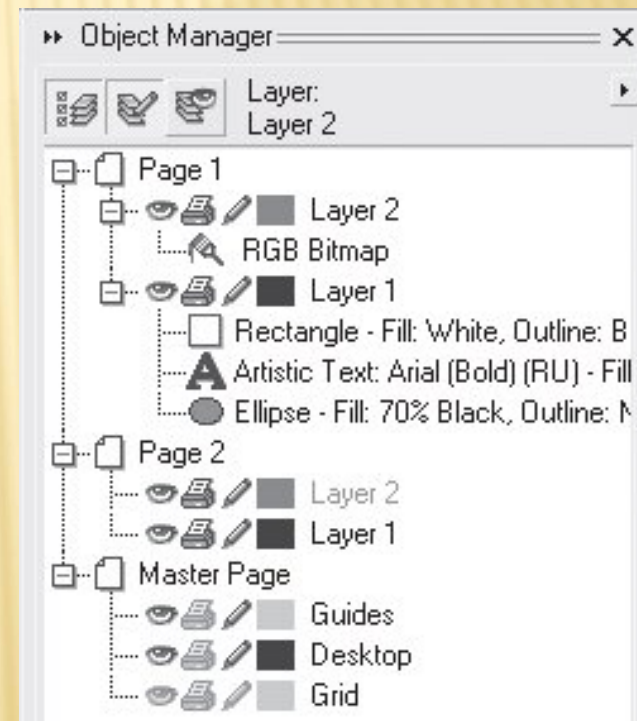 Object Manager
Layer:
Layer 2
Page 1
Layer 2
RGB Bitmap
Layer 1
Rectangle - Fill: White, Outline: B
Artistic Text: Arial (Bold) (RU) - Fill
Ellipse - Fill: 70% Black, Outline: N
Page 2
Layer 2
Layer 1
Master Page
Guides
Desktop
Grid